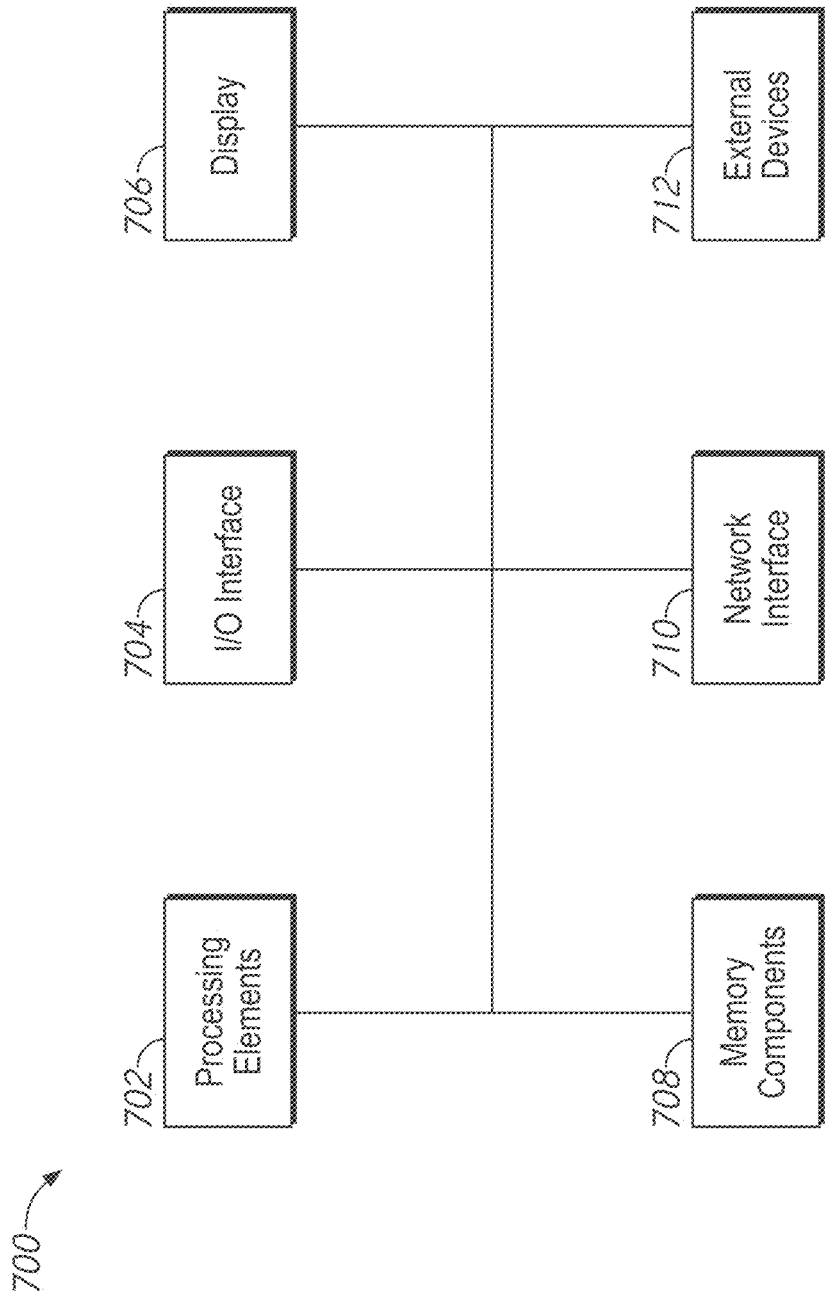 700
702
Processing
Elements
704
I/O Interface
706
Display
708
Memory
Components
710
Network
Interface
712
External
Devices